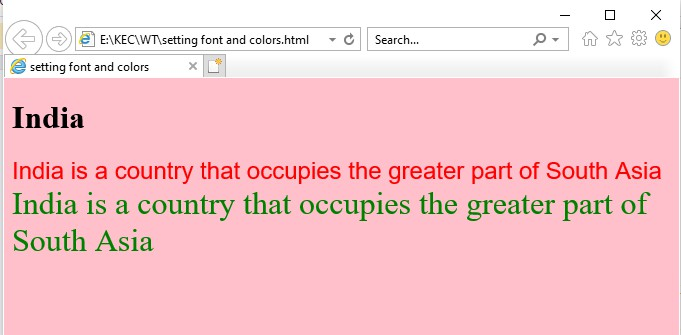 E:\KEC\WT\setting font and colors.html
Search...
setting font and colors
India
India is a country that occupies the greater part of South Asia
India is a country that occupies the greater part of
South Asia